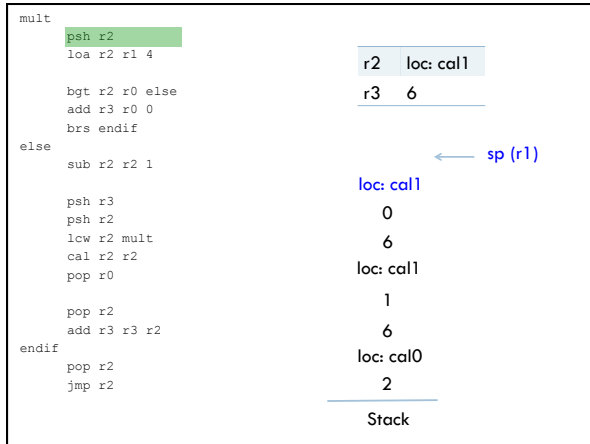 mult
psh r2
loa r2 r1 4
bgt r2 r0 else
add r3 r0 0
brs endif
else
sub r2 r2 1
psh r3
psh r2
lcw r2 mult
cal r2 r2
pop r0
pop r2
add r3 r3 r2
endif
pop r2
jmp r2
r2 loc: cal1
r3 6
sp (r1)
loc: cal1
0
6
loc: cal1
1
6
loc: cal0
2
Stack